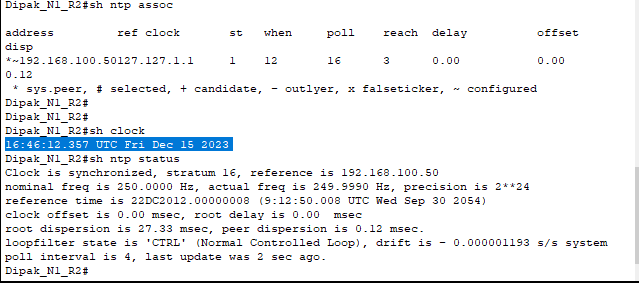 Dipak_N1_R2#sh ntp assoc
address ref clock st when poll reach delay offset
disp
*~192.168.100.50127.127.1.1 1 12 16 3 0.00 0.00
0.12
* sys.peer, # selected, + candidate, - outlyer, x falseticker, ~ configured
Dipak_N1_R2#
Dipak_N1_R2#
Dipak_N1_R2#sh clock
16:46:12.357 UTC Fri Dec 15 2023
Dipak_N1_R2#sh ntp status
Clock is synchronized, stratum 16, reference is 192.168.100.50
nominal freq is 250.0000 Hz, actual freq is 249.9990 Hz, precision is 2**24
reference time is 22DC2012.00000008 (9:12:50.008 UTC Wed Sep 30 2054)
clock offset is 0.00 msec, root delay is 0.00 msec
root dispersion is 27.33 msec, peer dispersion is 0.12 msec.
loopfilter state is 'CTRL' (Normal Controlled Loop), drift is - 0.000001193 s/s system
poll interval is 4, last update was 2 sec ago.
Dipak_N1_R2#